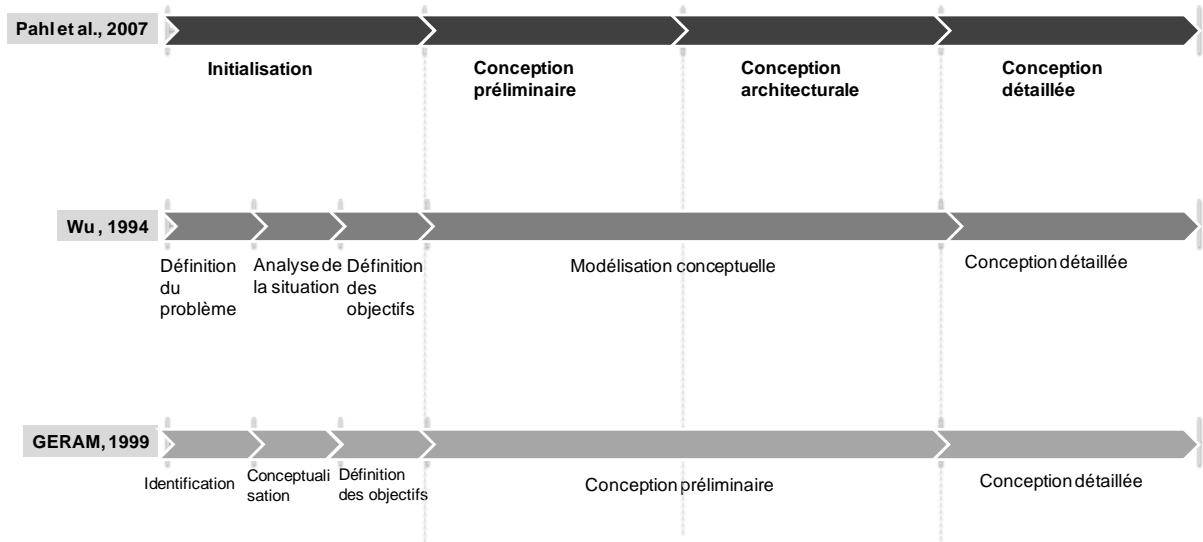 Pahl et al., 2007
Initialisation
Conception
préliminaire
Conception
architecturale
Conception
détaillée
Wu , 1994
Définition
du
problème
Analyse de
la situation
Définition
des
objectifs
Modélisation conceptuelle
Conception détaillée
GERAM, 1999
Identification
Conceptuali
sation
Définition
des objectifs
Conception préliminaire
Conception détaillée